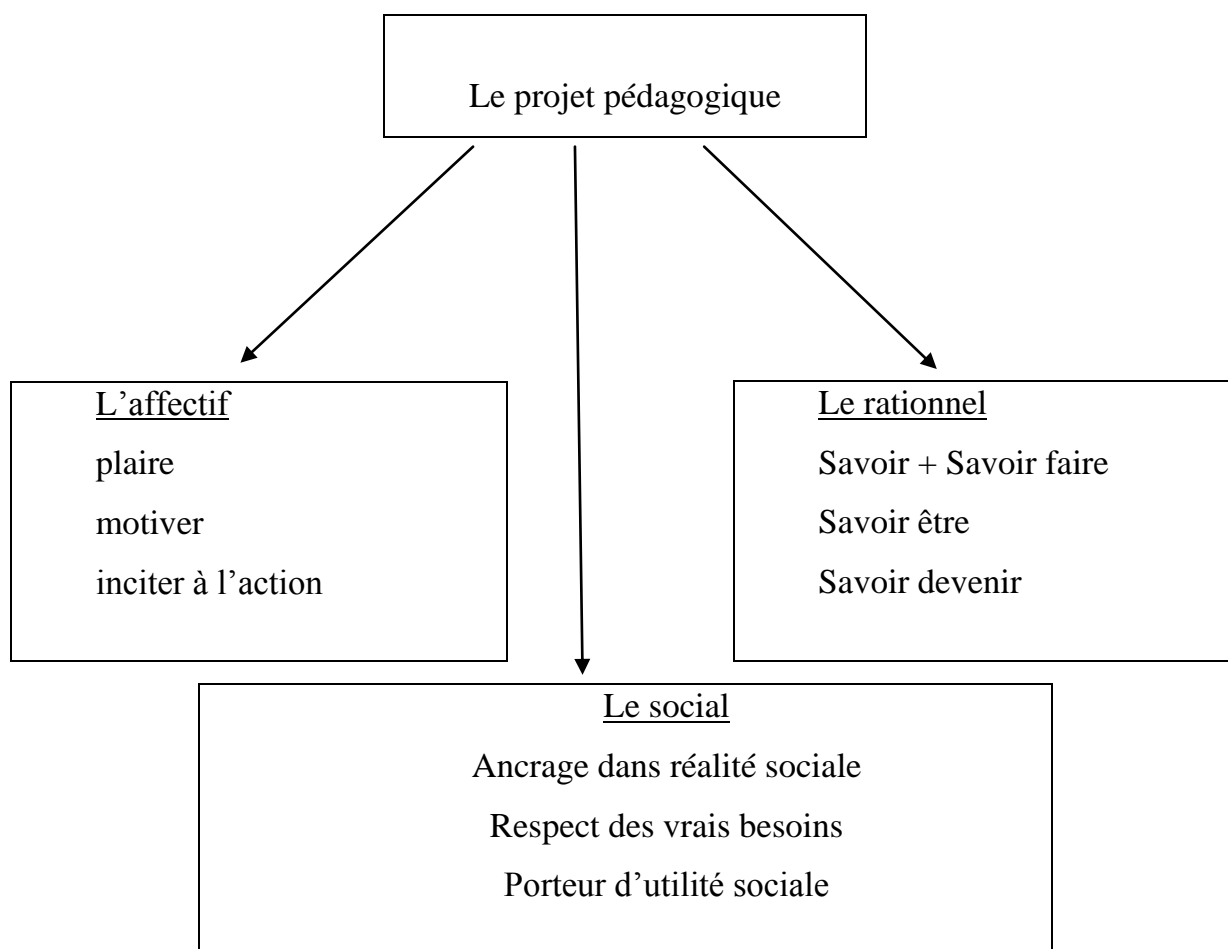 Le projet pédagogique
L’affectif
plaire
motiver
inciter à l’action
Le rationnel
Savoir + Savoir faire
Savoir être
Savoir devenir
Le social
Ancrage dans réalité sociale
Respect des vrais besoins
Porteur d’utilité sociale